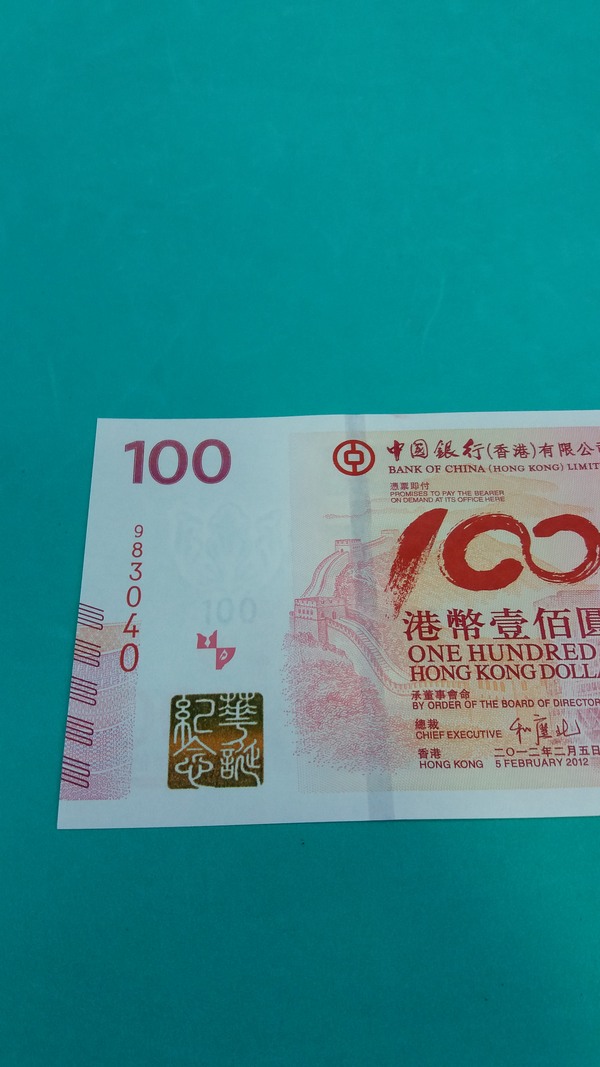 100
中國銀行(香港)有限公司
BANK OF CHINA (HONG KONG) LIMIT
憑票即付
PROMISES TO PAY THE BEARER
ON DEMAND AT ITS OFFICE HERE
983040
100
100
港幣壹佰圓
ONE HUNDRED
HONG KONG DOLLA
承董事會命
BY ORDER OF THE BOARD OF DIRECTOR
總裁
CHIEF EXECUTIVE
香港 二〇一二年二月五日
HONG KONG 5 FEBRUARY 2012
華誕
紀念